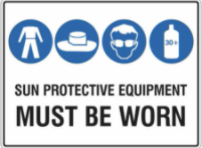 30+
SUN PROTECTIVE EQUIPMENT
MUST BE WORN